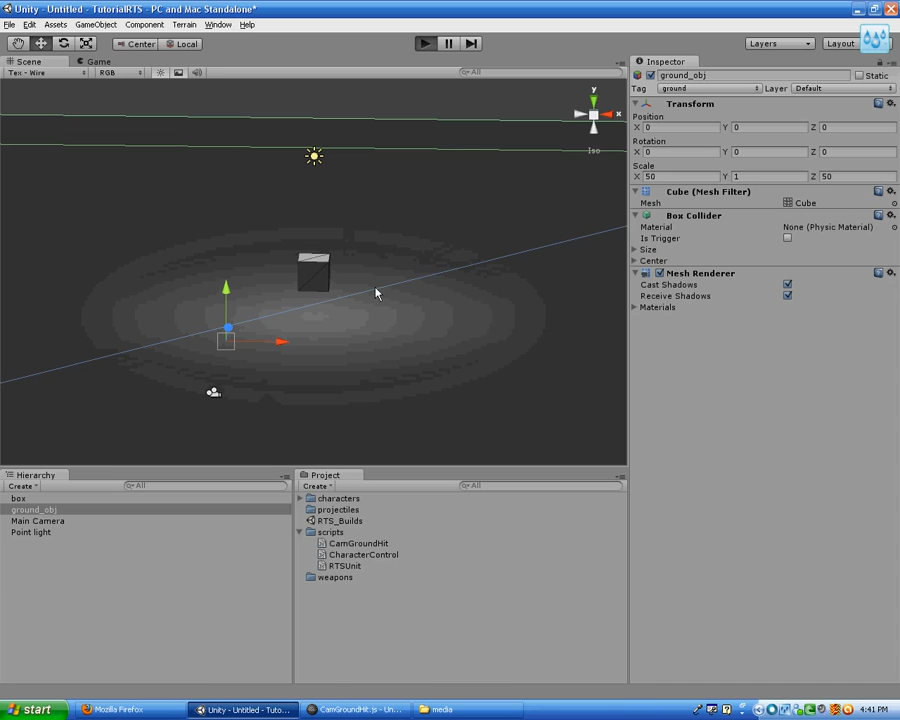 Unity - Untitled - TutorialRTS - PC and Mac Standalone*
File Edit Assets GameObject Component Terrain Window Help
Center Local Layers Layout
Scene Game
Tex - Wire RGB All
y
x
Iso
Inspector
ground_obj Static
Tag ground Layer Default
Transform
Position
X 0 Y 0 Z 0
Rotation
X 0 Y 0 Z 0
Scale
X 50 Y 1 Z 50
Cube (Mesh Filter)
Mesh Cube
Box Collider
Material None (Physic Material)
Is Trigger
Size
Center
Mesh Renderer
Cast Shadows
Receive Shadows
Materials
Hierarchy
Create All
box
ground_obj
Main Camera
Point light
Project
Create All
characters
projectiles
RTS_Builds
scripts
CamGroundHit
CharacterControl
RTSUnit
weapons
start Mozilla Firefox Unity - Untitled - Tuto... CamGroundHit.js - Un... media 4:41 PM